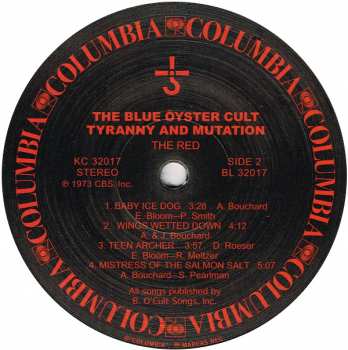 COLUMBIA COLUMBIA COLUMBIA COLUMBIA COLUMBIA COLUMBIA
THE BLUE OYSTER CULT
TYRANNY AND MUTATION
THE RED
KC 32017 SIDE 2
STEREO BL 32017
℗ 1973 CBS, Inc.
1. BABY ICE DOG 3:28 A. Bouchard
E. Bloom–P. Smith
2. WINGS WETTED DOWN 4:12
A. & J. Bouchard
3. TEEN ARCHER 3:57 D. Roeser
E. Bloom–R. Meltzer
4. MISTRESS OF THE SALMON SALT 5:07
A. Bouchard–S. Pearlman
All songs published by
B. O'Cult Songs, Inc.
"COLUMBIA", MARCAS REG.